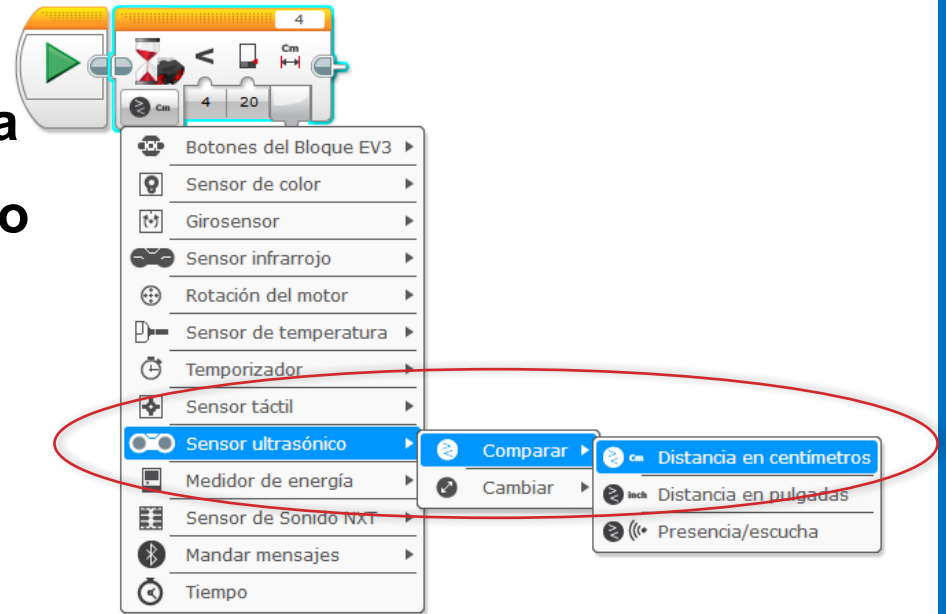 4
Cm
<
Cm
4
20
a
o
Botones del Bloque EV3
Sensor de color
Girosensor
Sensor infrarrojo
Rotación del motor
Sensor de temperatura
Temporizador
Sensor táctil
Sensor ultrasónico
Comparar
Cm Distancia en centímetros
Medidor de energía
Cambiar
inch Distancia en pulgadas
Sensor de Sonido NXT
Presencia/escucha
Mandar mensajes
Tiempo